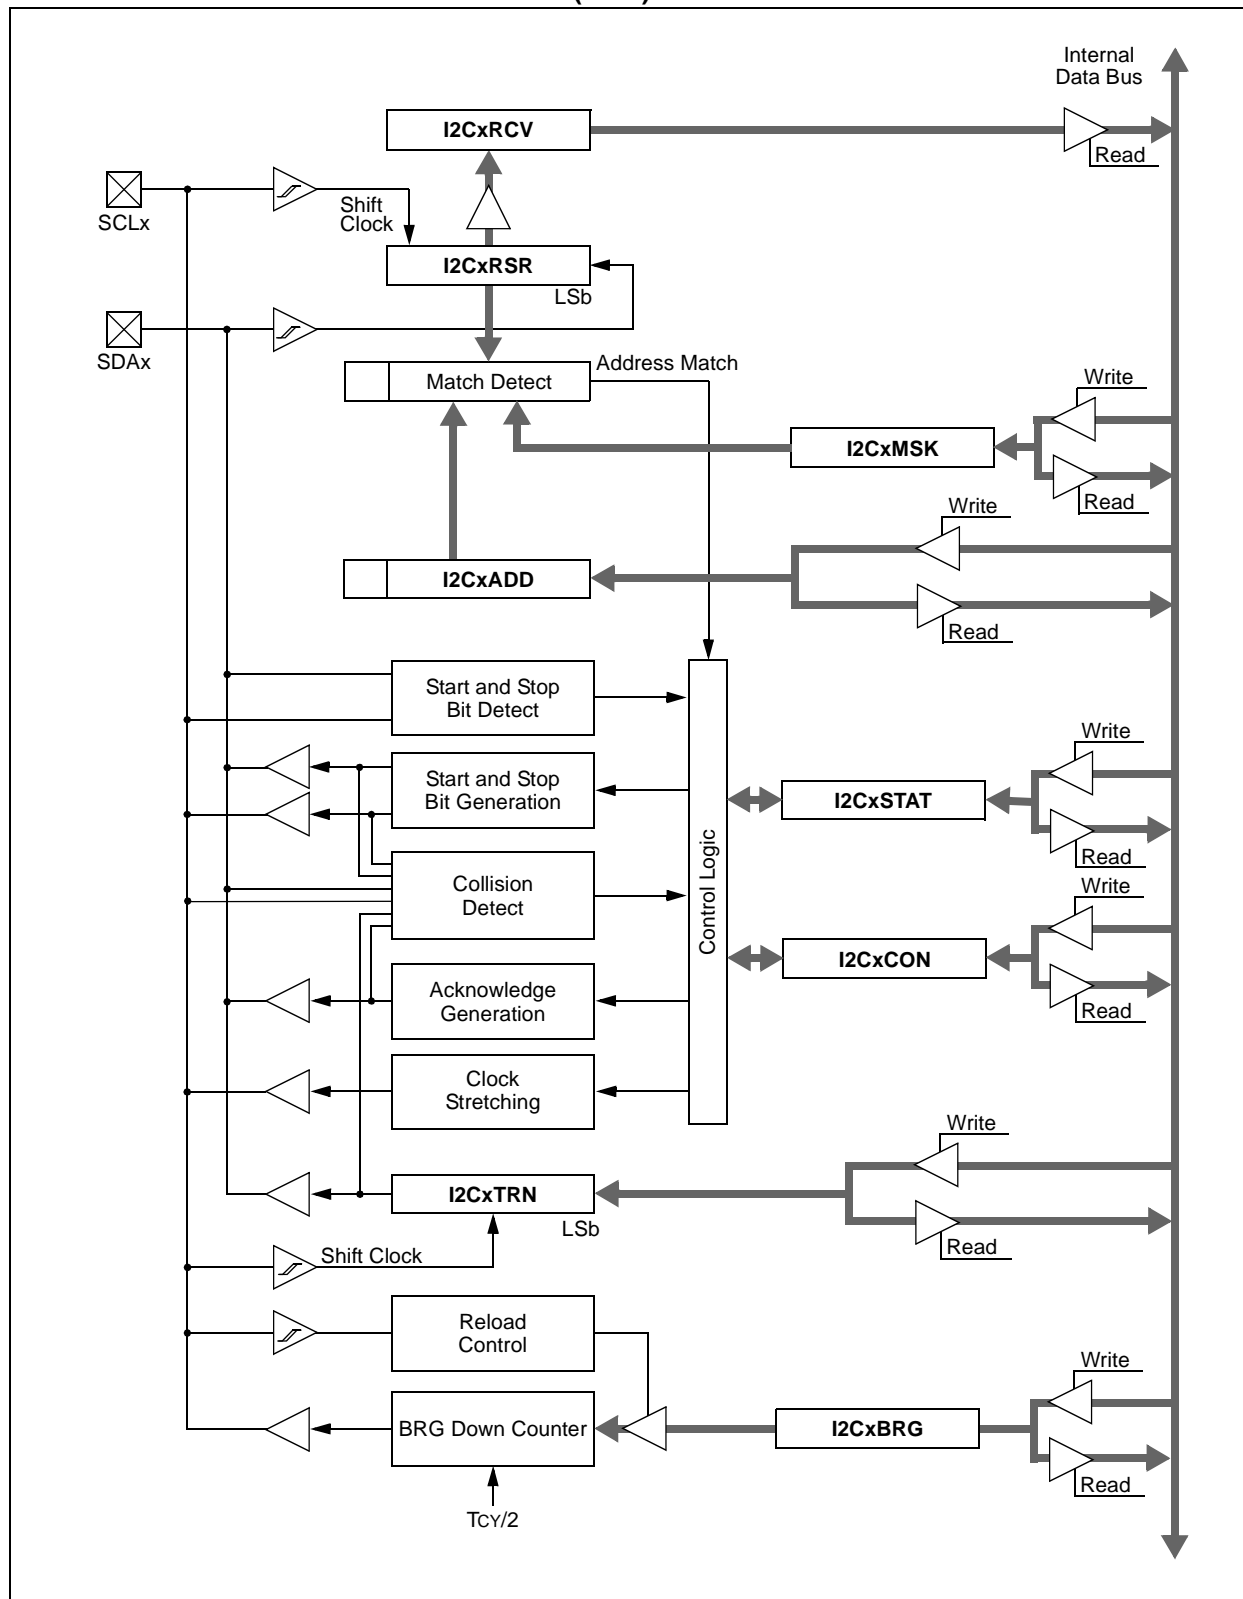 Internal
Data Bus
I2CxRCV
Read
SCLx
Shift
Clock
I2CxRSR
LSb
SDAx
Address Match
Match Detect
Write
I2CxMSK
Read
Write
I2CxADD
Read
Start and Stop
Bit Detect
Write
Start and Stop
Bit Generation
I2CxSTAT
Read
Control Logic
Collision
Detect
Write
I2CxCON
Acknowledge
Generation
Read
Clock
Stretching
Write
I2CxTRN
LSb
Read
Shift Clock
Reload
Control
Write
BRG Down Counter
I2CxBRG
Read
TCY/2